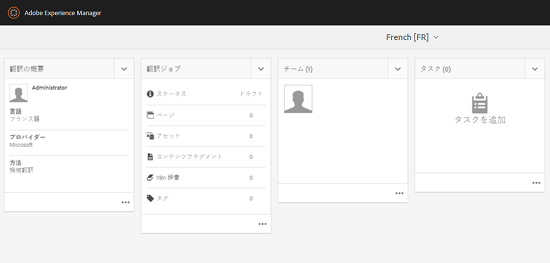 Adobe Experience Manager
French [FR]
翻訳の概要
Administrator
言語
フランス語
プロバイダー
Microsoft
方法
機械翻訳
翻訳ジョブ
ステータス ドラフト
ページ 0
アセット 0
コンテンツフラグメント 0
I18n 辞書 0
タグ 0
チーム (1)
タスク (0)
タスクを追加